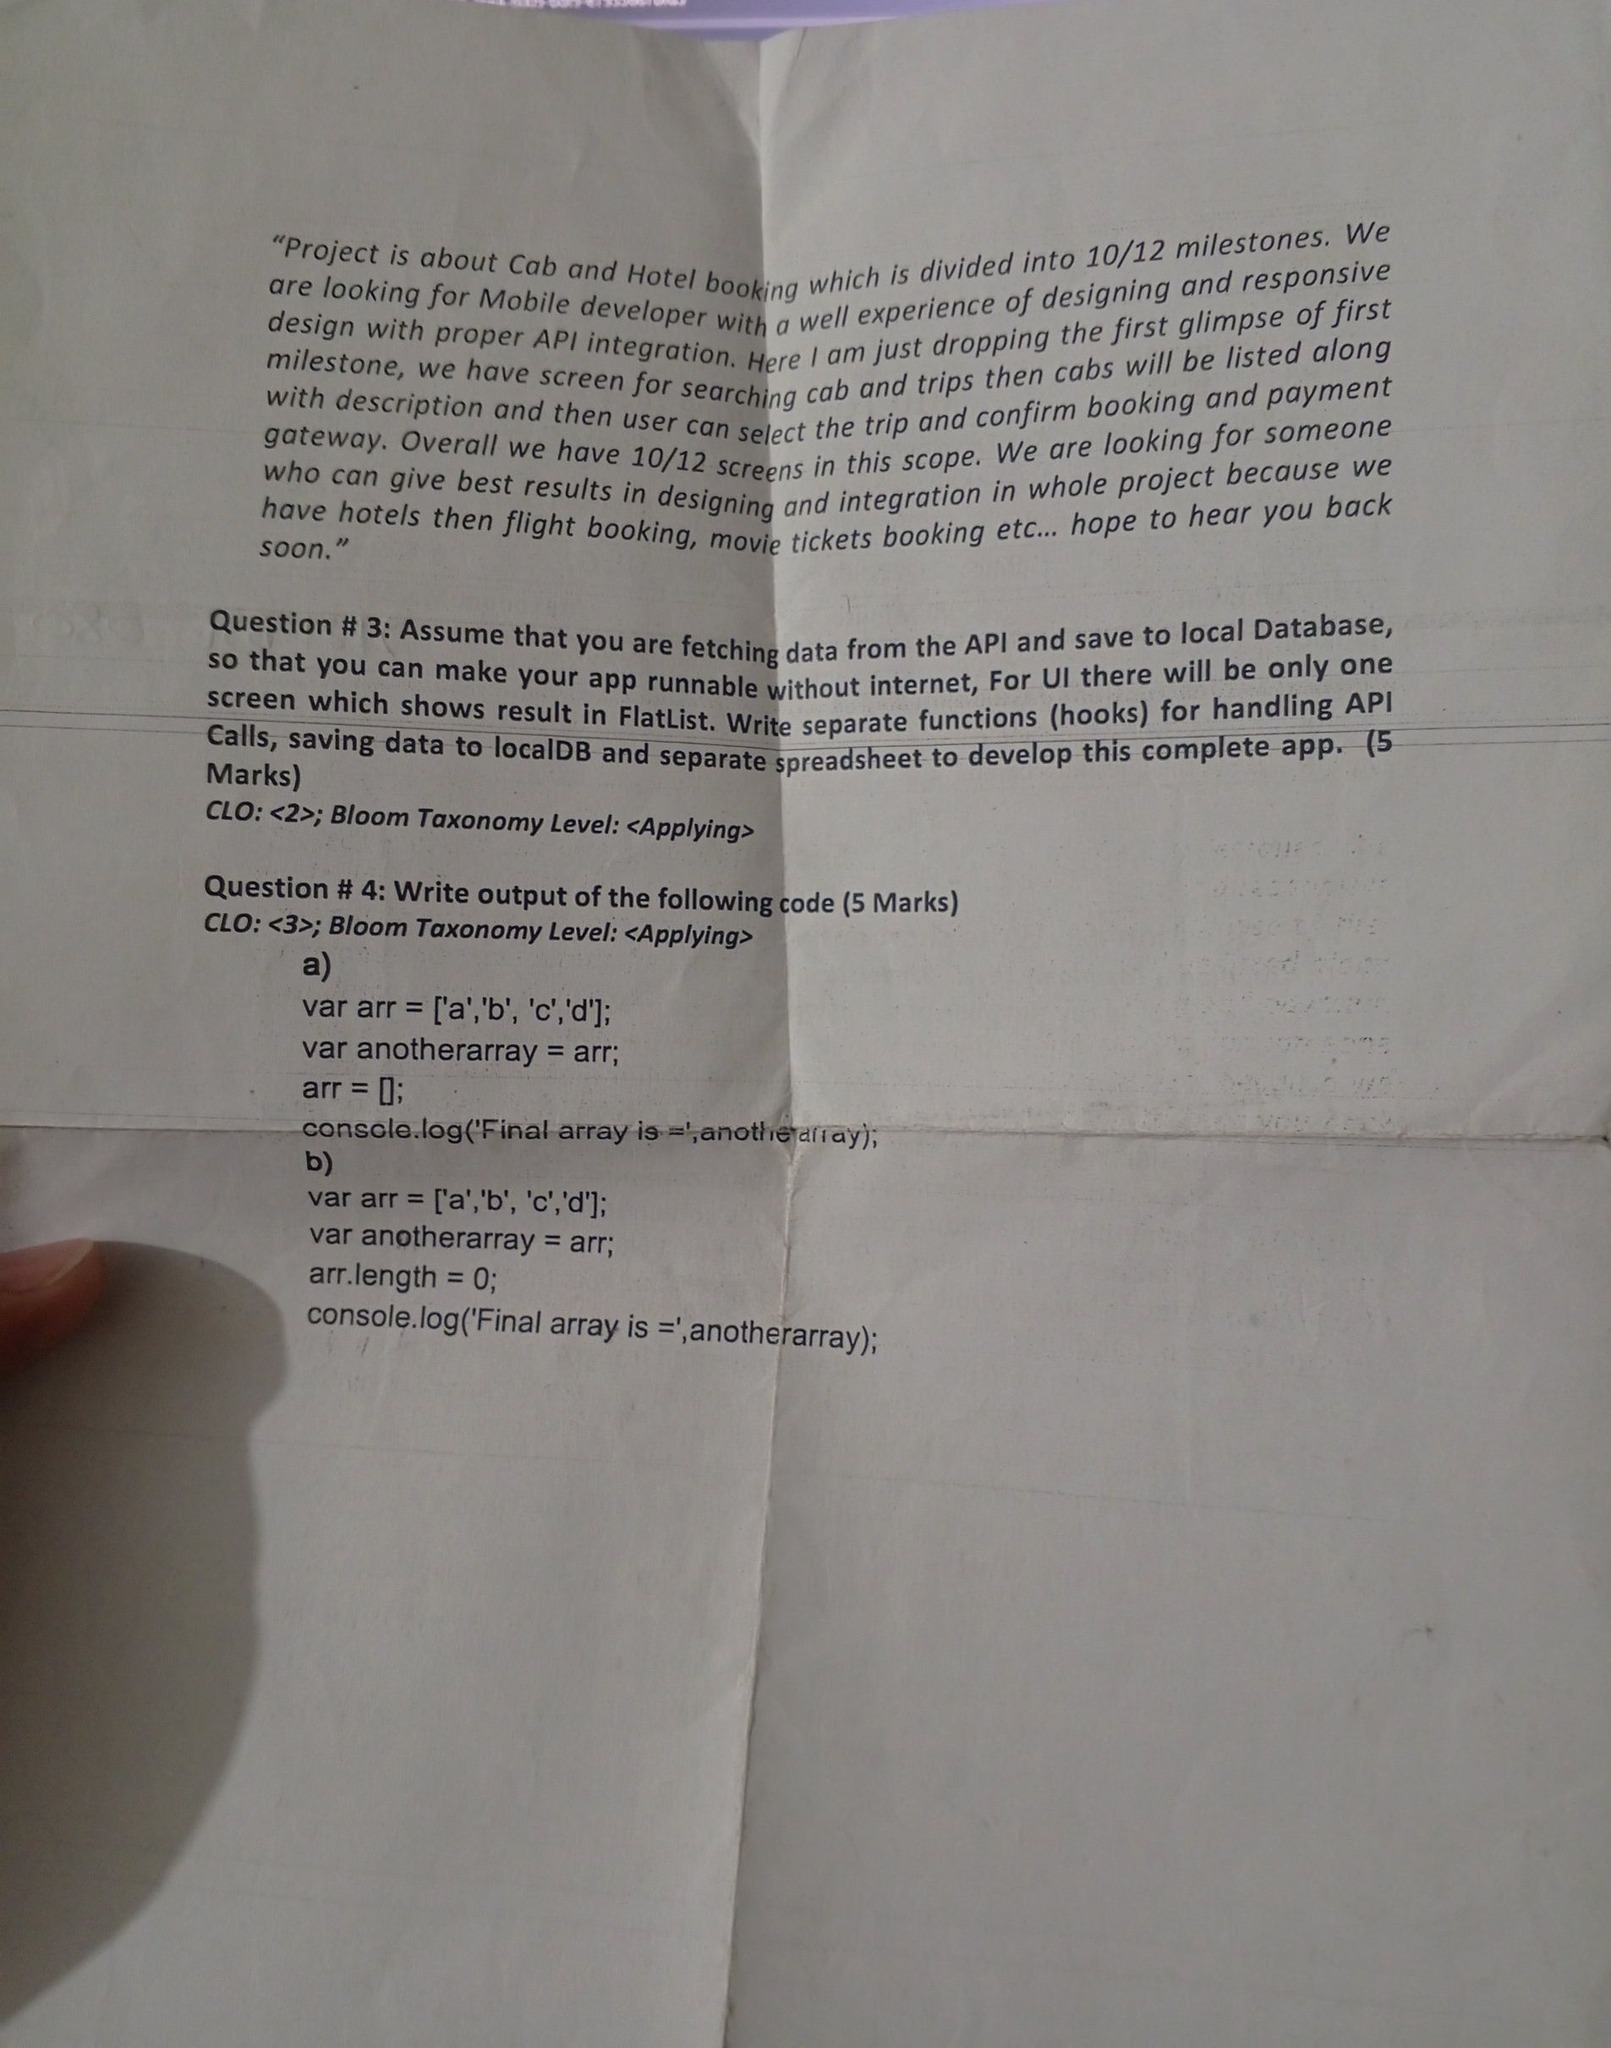 “Project is about Cab and Hotel booking which is divided into 10/12 milestones. We
are looking for Mobile developer with a well experience of designing and responsive
design with proper API integration. Here I am just dropping the first glimpse of first
milestone, we have screen for searching cab and trips then cabs will be listed along
with description and then user can select the trip and confirm booking and payment
gateway. Overall we have 10/12 screens in this scope. We are looking for someone
who can give best results in designing and integration in whole project because we
have hotels then flight booking, movie tickets booking etc... hope to hear you back
soon.”
Question # 3: Assume that you are fetching data from the API and save to local Database,
so that you can make your app runnable without internet, For UI there will be only one
screen which shows result in FlatList. Write separate functions (hooks) for handling API
Calls, saving data to localDB and separate spreadsheet to develop this complete app. (5
Marks)
CLO: <2>; Bloom Taxonomy Level: <Applying>
Question # 4: Write output of the following code (5 Marks)
CLO: <3>; Bloom Taxonomy Level: <Applying>
a)
var arr = ['a','b', 'c','d'];
var anotherarray = arr;
arr = [];
console.log('Final array is =',anotherarray);
b)
var arr = ['a','b', 'c','d'];
var anotherarray = arr;
arr.length = 0;
console.log('Final array is =',anotherarray);